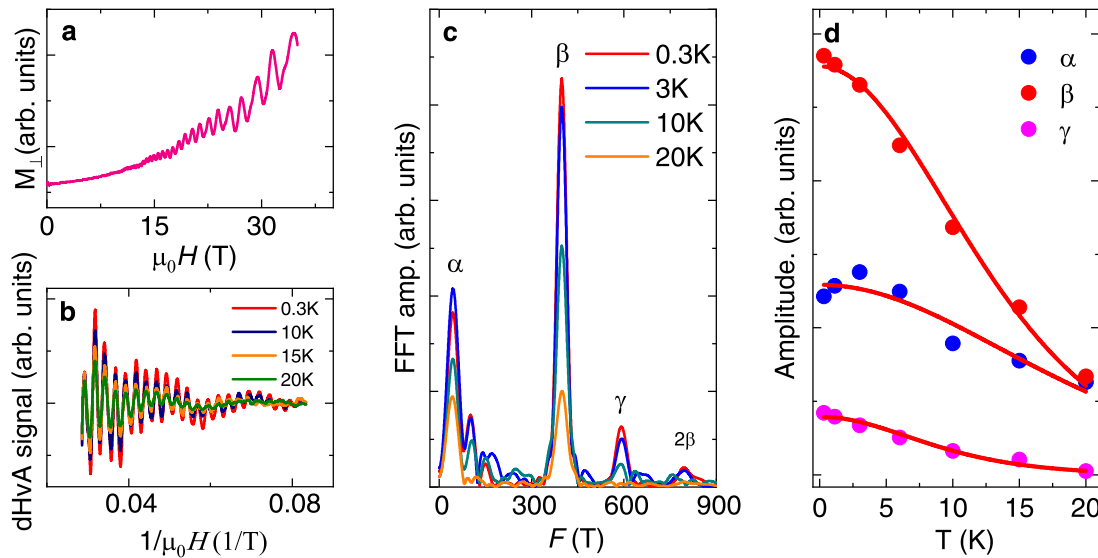 a
M⊥(arb. units)
0 15 30
μ₀H (T)
b
dHvA signal (arb. units)
0.3K
10K
15K
20K
0.04 0.08
1/μ₀H (1/T)
c
FFT amp. (arb. units)
α
β
γ
2β
0.3K
3K
10K
20K
0 300 600 900
F (T)
d
Amplitude. (arb. units)
α
β
γ
0 5 10 15 20
T (K)